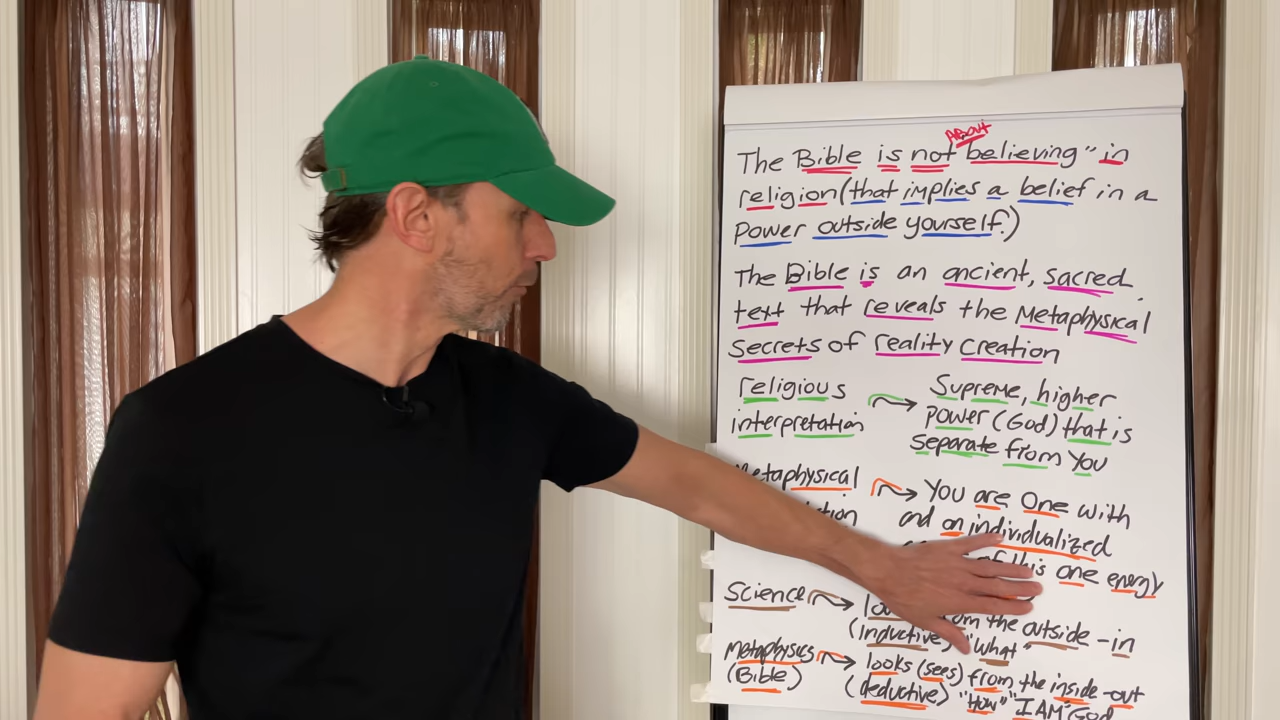 ABOUT
The Bible is not believing" in
religion (that implies a belief in a
Power outside yourself.)
The Bible is an ancient, sacred
text that reveals the Metaphysical
Secrets of reality creation
religious
interpretation
Supreme, higher
power (God) that is
separate from you
Metaphysical
You are One with
and an individualized
this one energy
Science
the outside-in
(inductive) "What"
Metaphysics
(Bible)
looks (sees) from the inside-out
(deductive) "How" "I AM" God